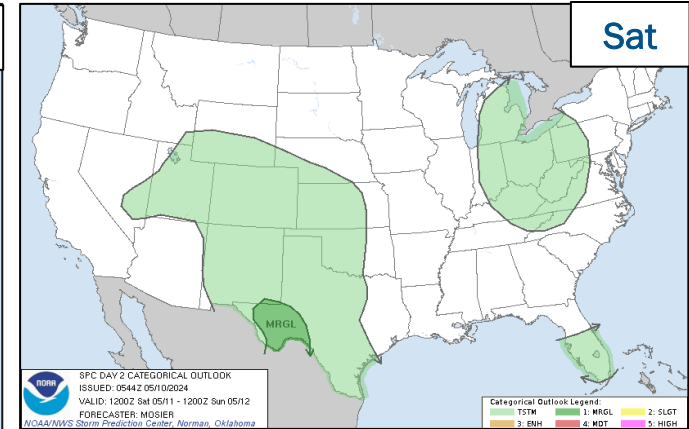 Sat
MRGL
NOAA
SPC DAY 2 CATEGORICAL OUTLOOK
ISSUED: 0544Z 05/10/2024
VALID: 1200Z Sat 05/11 - 1200Z Sun 05/12
FORECASTER: MOSIER
NOAA/NWS Storm Prediction Center, Norman, Oklahoma
Categorical Outlook Legend:
TSTM 1: MRGL 2: SLGT
3: ENH 4: MDT 5: HIGH